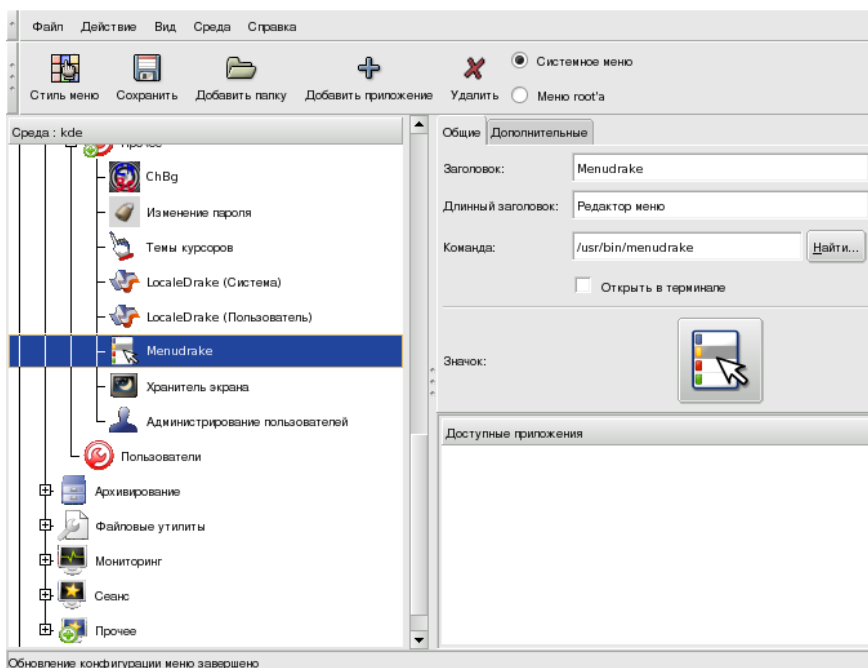 Файл Действие Вид Среда Справка
Стиль меню Сохранить Добавить папку Добавить приложение Удалить
Системное меню
Меню root'а
Среда : kde
Прочее
ChBg
Изменение пароля
Темы курсоров
LocaleDrake (Система)
LocaleDrake (Пользователь)
Menudrake
Хранитель экрана
Администрирование пользователей
Пользователи
Архивирование
Файловые утилиты
Мониторинг
Сеанс
Прочее
Общие Дополнительные
Заголовок: Menudrake
Длинный заголовок: Редактор меню
Команда: /usr/bin/menudrake Найти...
Открыть в терминале
Значок:
Доступные приложения
Обновление конфигурации меню завершено